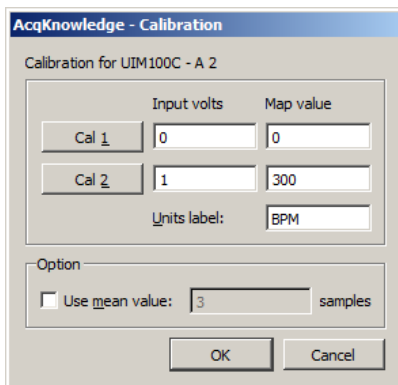 AcqKnowledge - Calibration
Calibration for UIM100C - A 2
Input volts Map value
Cal 1 0 0
Cal 2 1 300
Units label: BPM
Option
Use mean value: 3 samples
OK Cancel